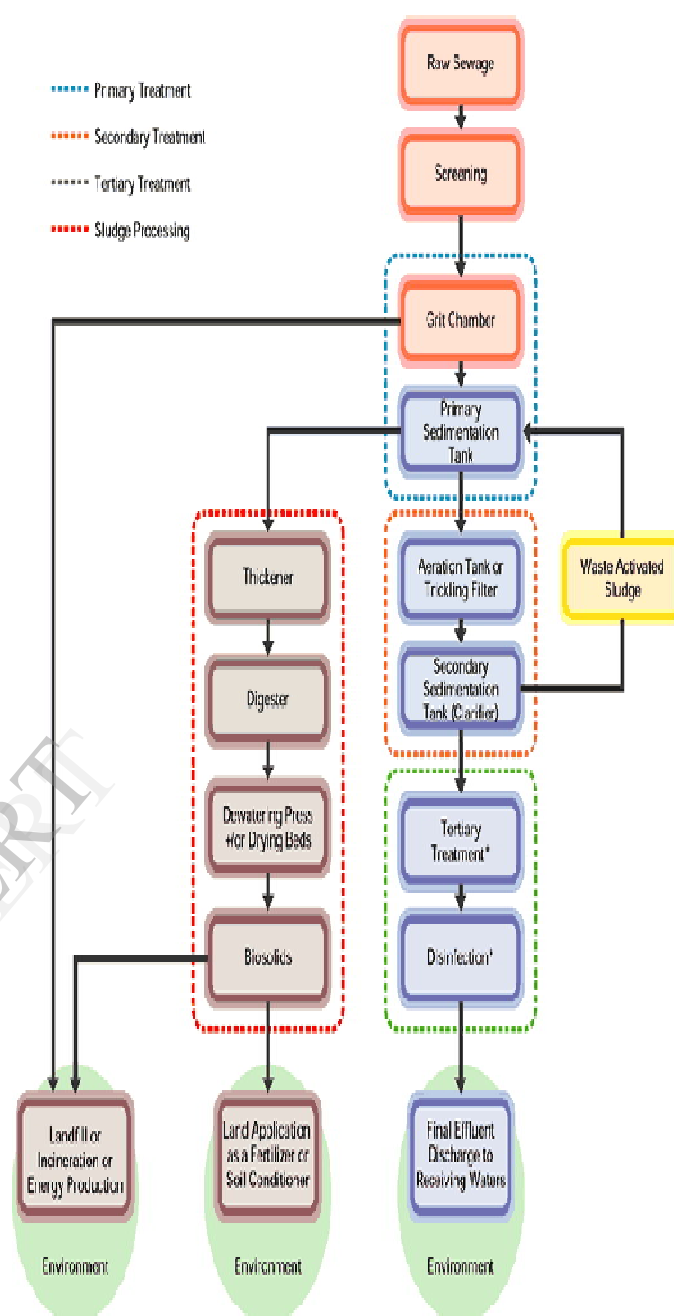 Raw Sewage
Primary Treatment
Secondary Treatment
Screening
Tertiary Treatment
Sludge Processing
Grit Chamber
Primary
Sedimentation
Tank
Thickener
Aeration Tank or
Trickling Filter
Waste Activated
Sludge
Digester
Secondary
Sedimentation
Tank (Clarifier)
Dewatering Press
+/or Drying Beds
Tertiary
Treatment*
Biosolids
Disinfection*
Landfill or
Incineration or
Energy Production
Land Application
as a Fertilizer or
Soil Conditioner
Final Effluent
Discharge to
Receiving Waters
Environment
Environment
Environment